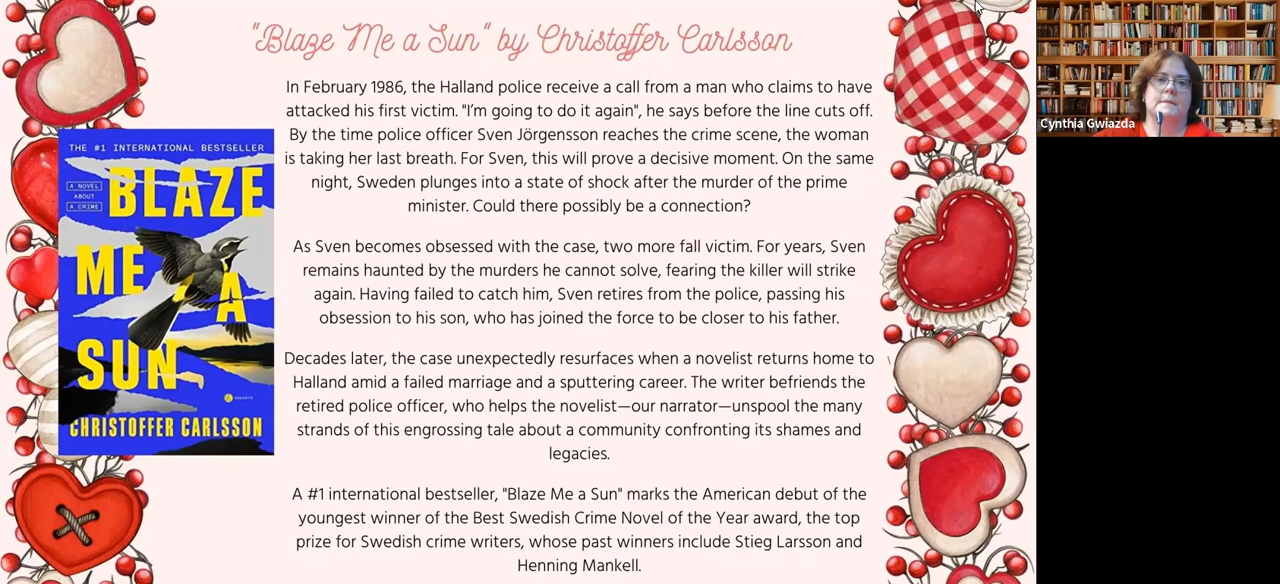 "Blaze Me a Sun" by Christoffer Carlsson
In February 1986, the Halland police receive a call from a man who claims to have
attacked his first victim. "I'm going to do it again", he says before the line cuts off.
By the time police officer Sven Jörgensson reaches the crime scene, the woman
is taking her last breath. For Sven, this will prove a decisive moment. On the same
night, Sweden plunges into a state of shock after the murder of the prime
minister. Could there possibly be a connection?
As Sven becomes obsessed with the case, two more fall victim. For years, Sven
remains haunted by the murders he cannot solve, fearing the killer will strike
again. Having failed to catch him, Sven retires from the police, passing his
obsession to his son, who has joined the force to be closer to his father.
Decades later, the case unexpectedly resurfaces when a novelist returns home to
Halland amid a failed marriage and a sputtering career. The writer befriends the
retired police officer, who helps the novelist—our narrator—unspool the many
strands of this engrossing tale about a community confronting its shames and
legacies.
A #1 international bestseller, "Blaze Me a Sun" marks the American debut of the
youngest winner of the Best Swedish Crime Novel of the Year award, the top
prize for Swedish crime writers, whose past winners include Stieg Larsson and
Henning Mankell.
THE #1 INTERNATIONAL BESTSELLER
A NOVEL
ABOUT
A CRIME
BLAZE
ME
A
SUN
CHRISTOFFER CARLSSON
Cynthia Gwiazda